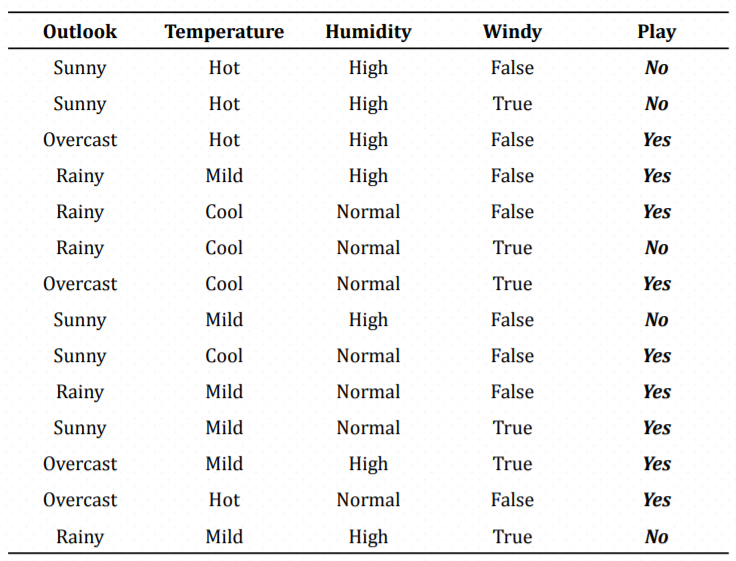 Outlook Temperature Humidity Windy Play
Sunny Hot High False No
Sunny Hot High True No
Overcast Hot High False Yes
Rainy Mild High False Yes
Rainy Cool Normal False Yes
Rainy Cool Normal True No
Overcast Cool Normal True Yes
Sunny Mild High False No
Sunny Cool Normal False Yes
Rainy Mild Normal False Yes
Sunny Mild Normal True Yes
Overcast Mild High True Yes
Overcast Hot Normal False Yes
Rainy Mild High True No